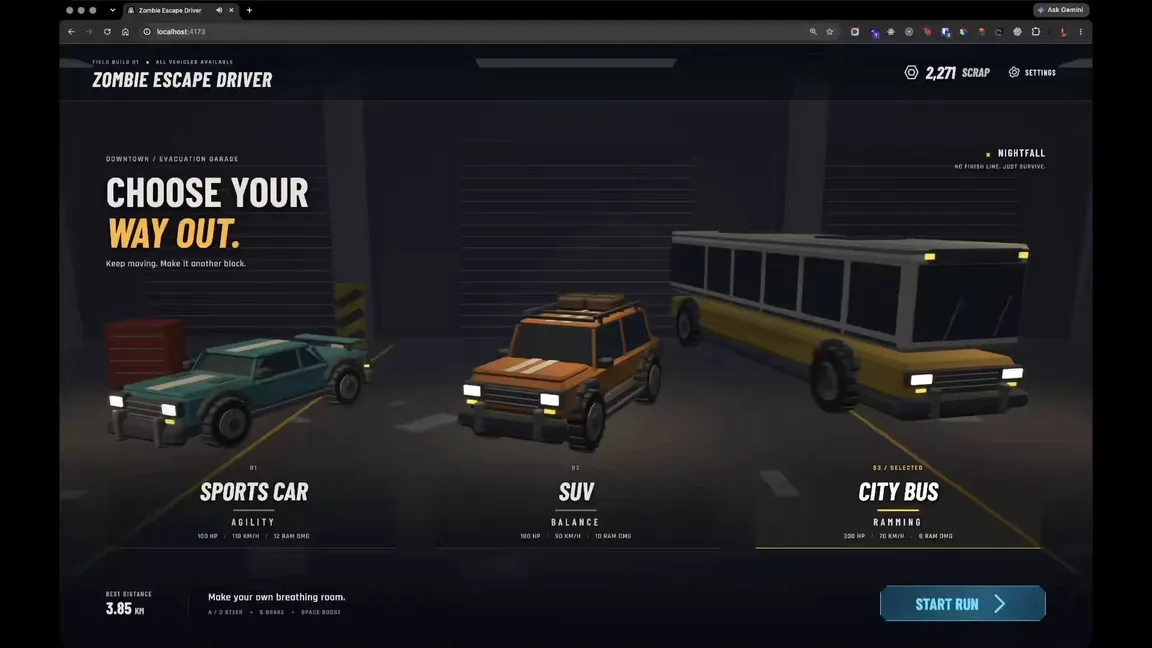 Zombie Escape Driver
Ask Gemini
localhost:4173
FIELD BUILD 01 ALL VEHICLES AVAILABLE
ZOMBIE ESCAPE DRIVER
2,271 SCRAP
SETTINGS
DOWNTOWN / EVACUATION GARAGE
CHOOSE YOUR
WAY OUT.
Keep moving. Make it another block.
NIGHTFALL
NO FINISH LINE. JUST SURVIVE.
01
SPORTS CAR
AGILITY
100 HP / 110 KM/H / 12 RAM DMG
02
SUV
BALANCE
180 HP / 90 KM/H / 10 RAM DMG
03 / SELECTED
CITY BUS
RAMMING
300 HP / 70 KM/H / 6 RAM DMG
BEST DISTANCE
3.85 KM
Make your own breathing room.
A / D STEER • S BRAKE • SPACE BOOST
START RUN